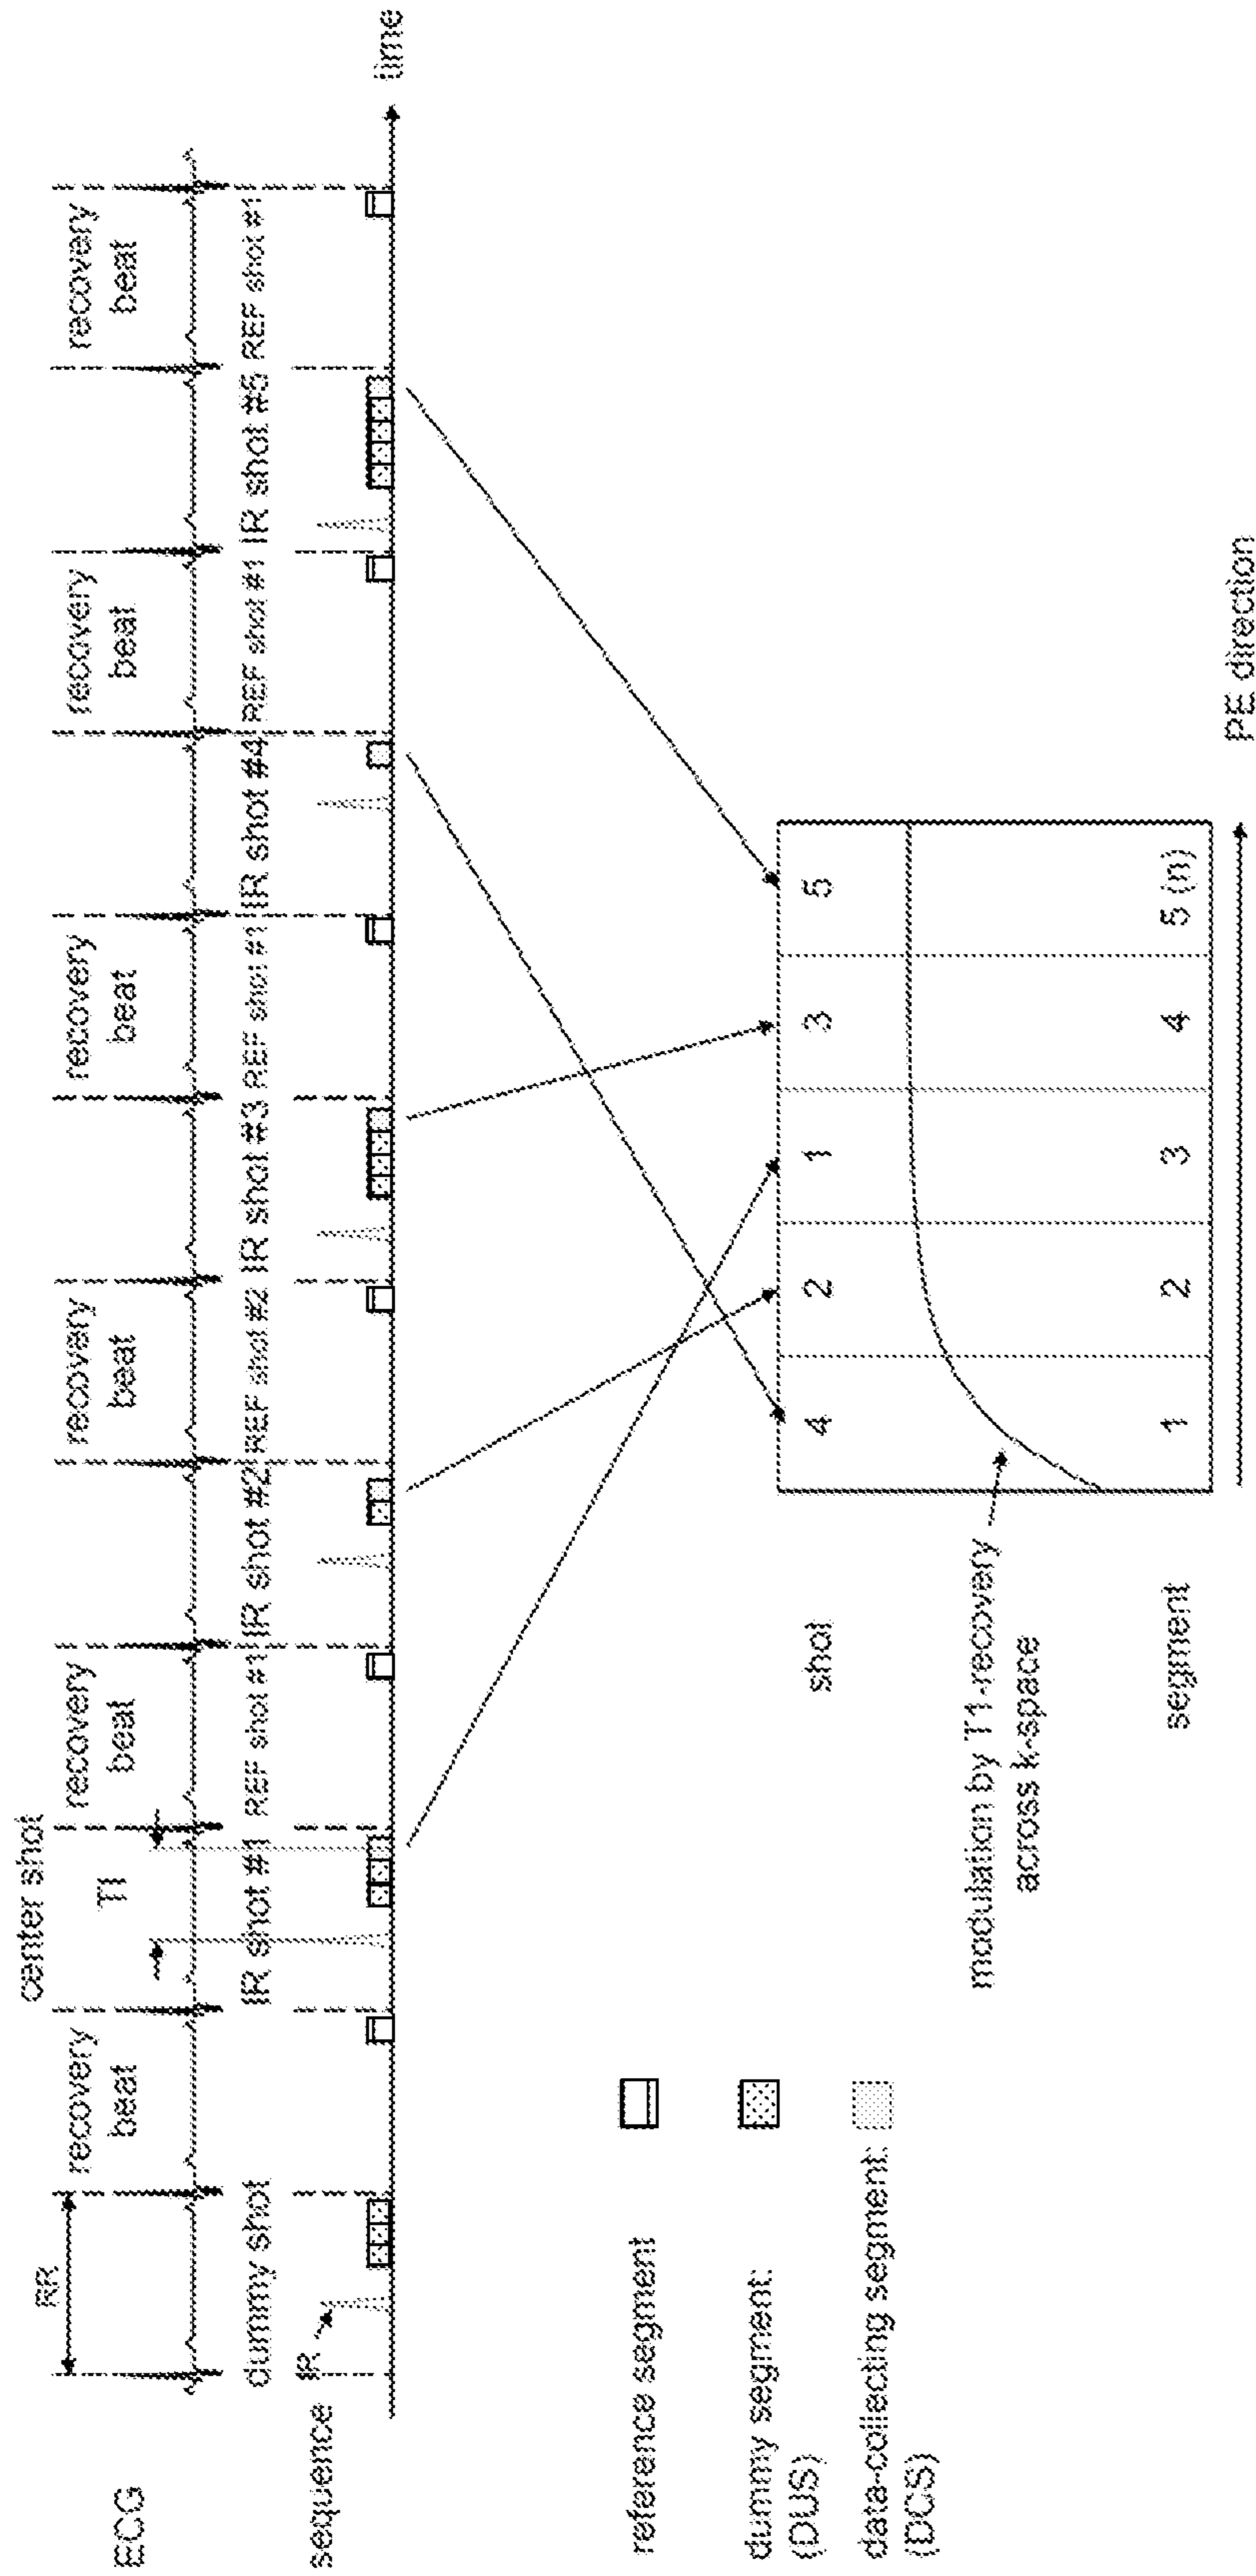 center shot
RR
recovery
beat
TI
recovery
beat
recovery
beat
recovery
beat
recovery
beat
recovery
beat
ECG
dummy shot
IR shot #1
REF shot #1
IR shot #2
REF shot #2
IR shot #3
REF shot #1
IR shot #4
REF shot #1
IR shot #5
REF shot #1
sequence
IR
time
reference segment
dummy segment:
(DUS)
data-collecting segment:
(DCS)
shot
4
2
1
3
5
modulation by T1-recovery
across k-space
segment
1
2
3
4
5 (n)
PE direction